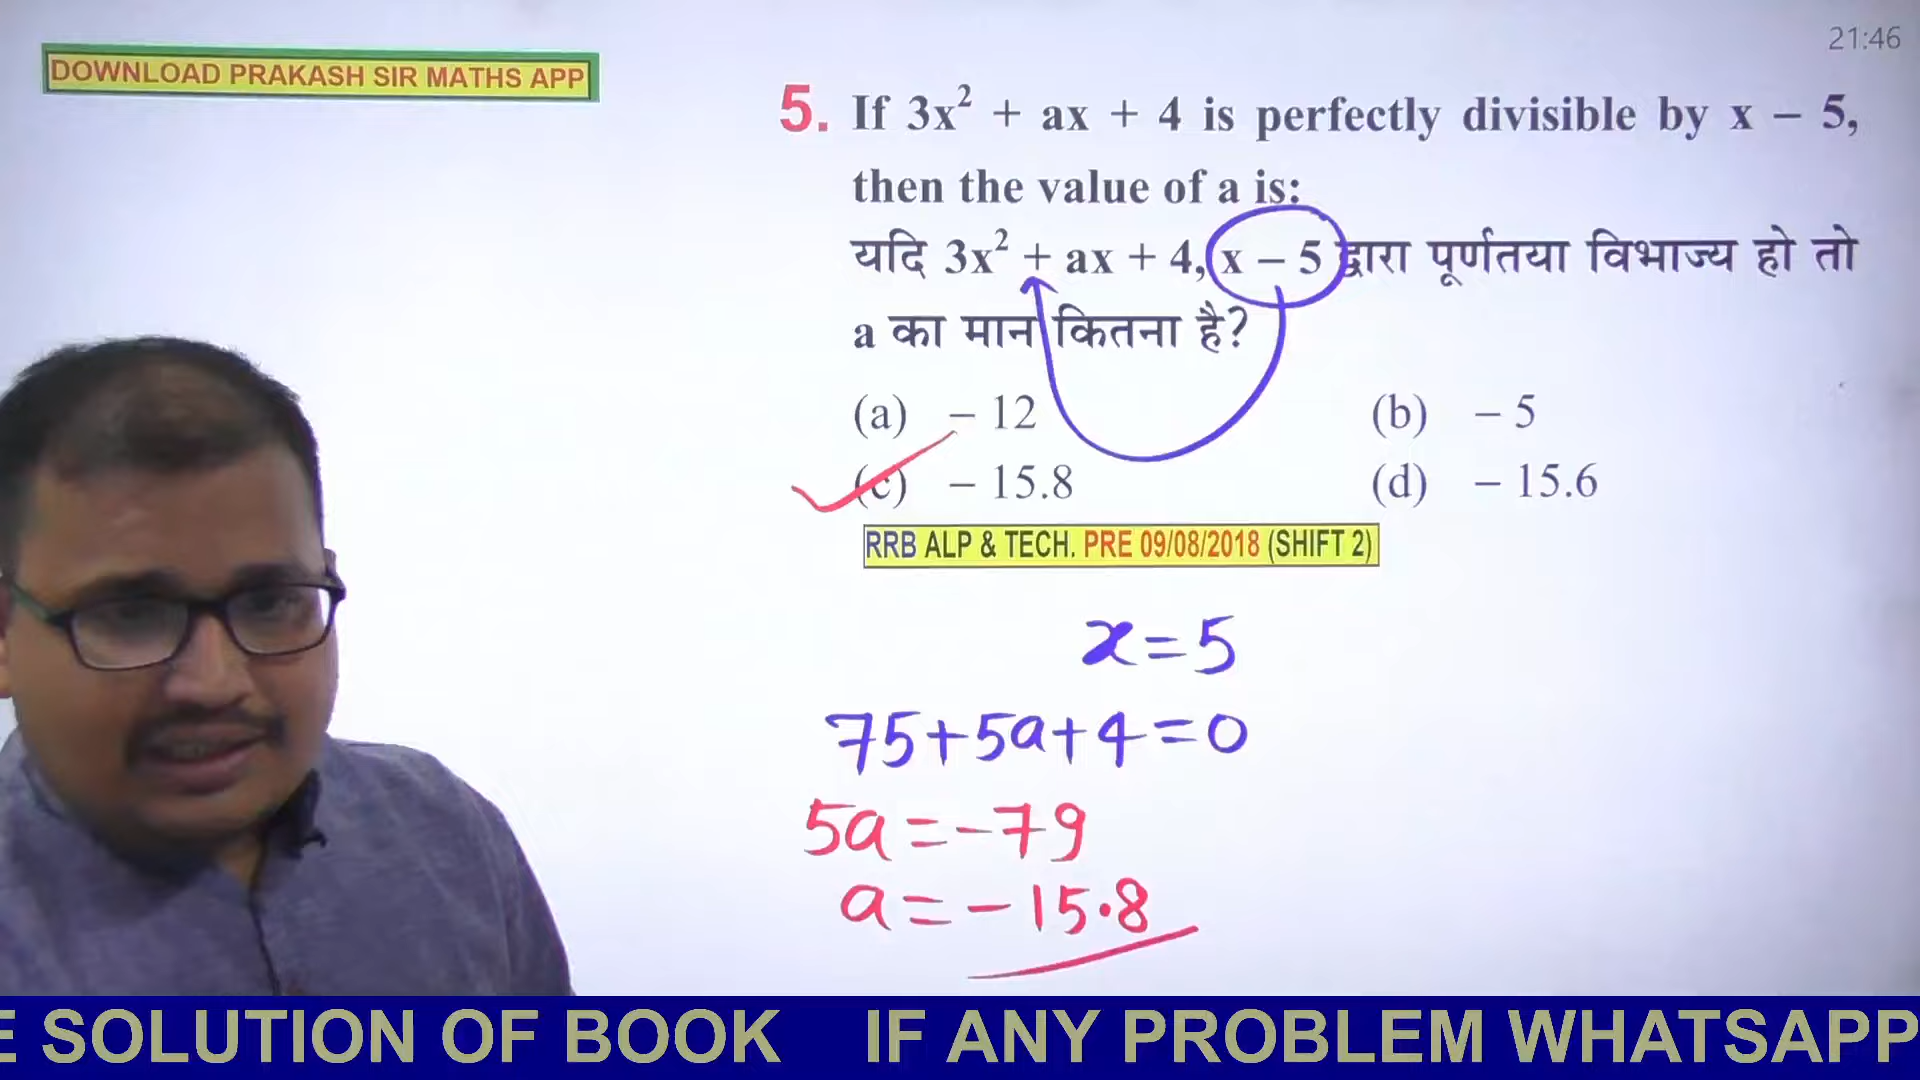 21:46
DOWNLOAD PRAKASH SIR MATHS APP
5. If 3x² + ax + 4 is perfectly divisible by x – 5,
then the value of a is:
यदि 3x² + ax + 4, x – 5 द्वारा पूर्णतया विभाज्य हो तो
a का मान कितना है?
(a) – 12 (b) – 5
(c) – 15.8 (d) – 15.6
RRB ALP & TECH. PRE 09/08/2018 (SHIFT 2)
x=5
75+5a+4=0
5a=-79
a=-15.8
E SOLUTION OF BOOK IF ANY PROBLEM WHATSAPP